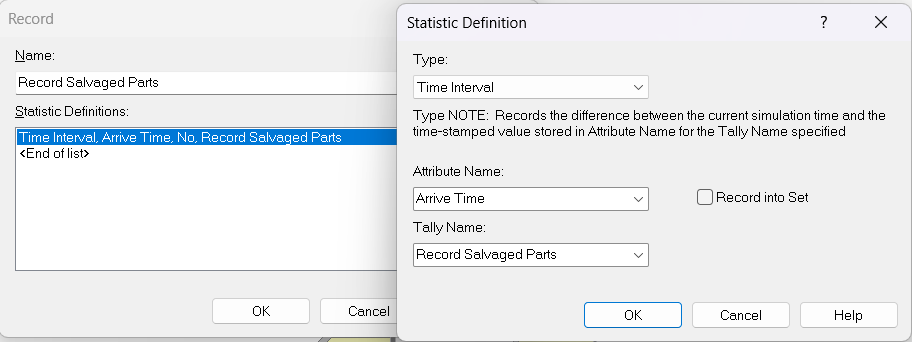 Record
Name:
Record Salvaged Parts
Statistic Definitions:
Time Interval, Arrive Time, No, Record Salvaged Parts
<End of list>
OK
Cancel
Statistic Definition
?
Type:
Time Interval
Type NOTE: Records the difference between the current simulation time and the
time-stamped value stored in Attribute Name for the Tally Name specified
Attribute Name:
Arrive Time
Record into Set
Tally Name:
Record Salvaged Parts
OK
Cancel
Help